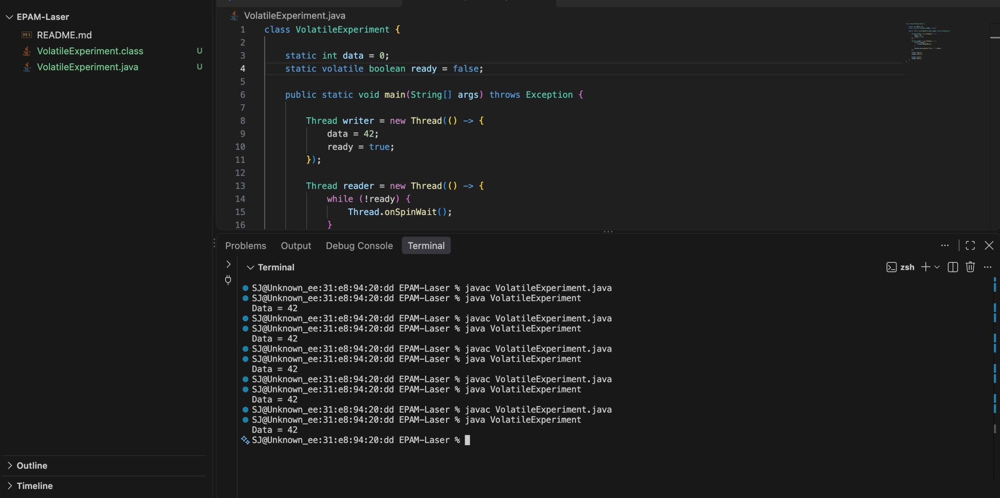 EPAM-Laser
README.md
VolatileExperiment.class U
VolatileExperiment.java U
Outline
Timeline
VolatileExperiment.java
1 class VolatileExperiment {
2
3 static int data = 0;
4 static volatile boolean ready = false;
5
6 public static void main(String[] args) throws Exception {
7
8 Thread writer = new Thread(() -> {
9 data = 42;
10 ready = true;
11 });
12
13 Thread reader = new Thread(() -> {
14 while (!ready) {
15 Thread.onSpinWait();
16 }
Problems Output Debug Console Terminal
Terminal zsh
SJ@Unknown_ee:31:e8:94:20:dd EPAM-Laser % javac VolatileExperiment.java
SJ@Unknown_ee:31:e8:94:20:dd EPAM-Laser % java VolatileExperiment
Data = 42
SJ@Unknown_ee:31:e8:94:20:dd EPAM-Laser % javac VolatileExperiment.java
SJ@Unknown_ee:31:e8:94:20:dd EPAM-Laser % java VolatileExperiment
Data = 42
SJ@Unknown_ee:31:e8:94:20:dd EPAM-Laser % javac VolatileExperiment.java
SJ@Unknown_ee:31:e8:94:20:dd EPAM-Laser % java VolatileExperiment
Data = 42
SJ@Unknown_ee:31:e8:94:20:dd EPAM-Laser % javac VolatileExperiment.java
SJ@Unknown_ee:31:e8:94:20:dd EPAM-Laser % java VolatileExperiment
Data = 42
SJ@Unknown_ee:31:e8:94:20:dd EPAM-Laser % javac VolatileExperiment.java
SJ@Unknown_ee:31:e8:94:20:dd EPAM-Laser % java VolatileExperiment
Data = 42
SJ@Unknown_ee:31:e8:94:20:dd EPAM-Laser %